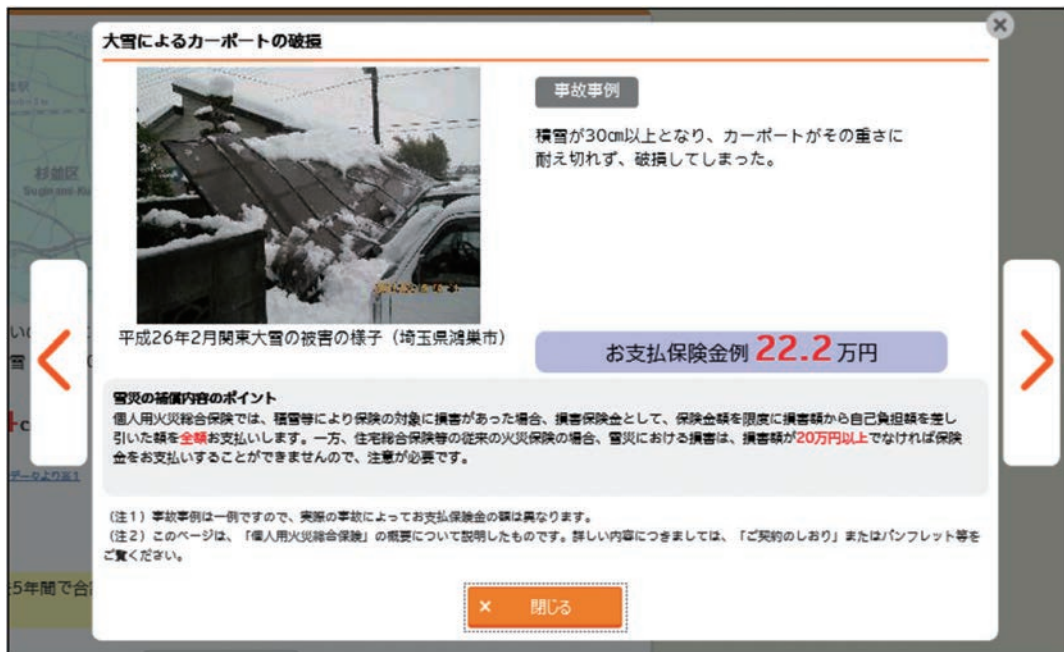 大雪によるカーポートの破損
事故事例
積雪が30cm以上となり、カーポートがその重さに
耐え切れず、破損してしまった。
平成26年2月関東大雪の被害の様子（埼玉県鴻巣市）
お支払保険金例 22.2 万円
雪災の補償内容のポイント
個人用火災総合保険では、積雪等により保険の対象に損害があった場合、損害保険金として、保険金額を限度に損害額から自己負担額を差し
引いた額を全額お支払いします。一方、住宅総合保険等の従来の火災保険の場合、雪災における損害は、損害額が20万円以上でなければ保険
金をお支払いすることができませんので、注意が必要です。
（注１）事故事例は一例ですので、実際の事故によってお支払保険金の額は異なります。
（注２）このページは、「個人用火災総合保険」の概要について説明したものです。詳しい内容につきましては、「ご契約のしおり」またはパンフレット等を
ご覧ください。
× 閉じる
杉並区
Suginami-Ku
データより※1
5年間で合